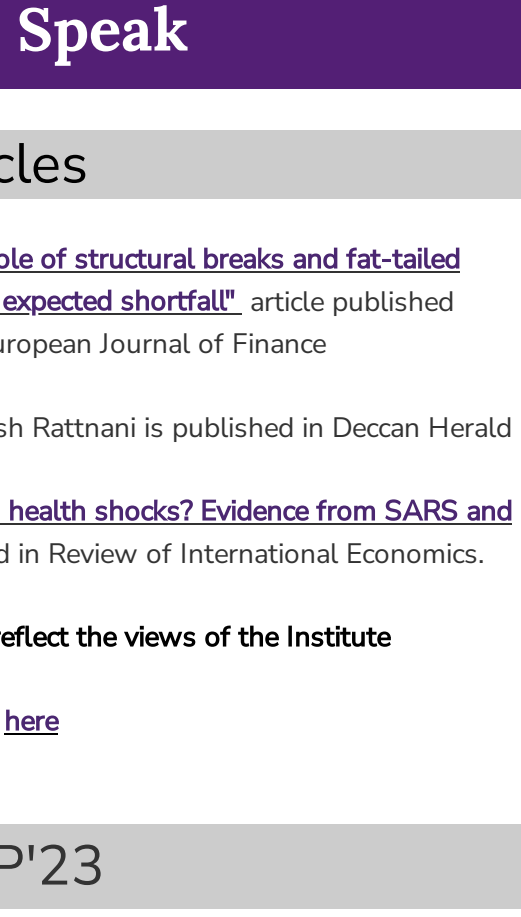 Speak
cles
ole of structural breaks and fat-tailed
expected shortfall" article published
uropean Journal of Finance
sh Rattnani is published in Deccan Herald
health shocks? Evidence from SARS and
d in Review of International Economics.
reflect the views of the Institute
here
P'23